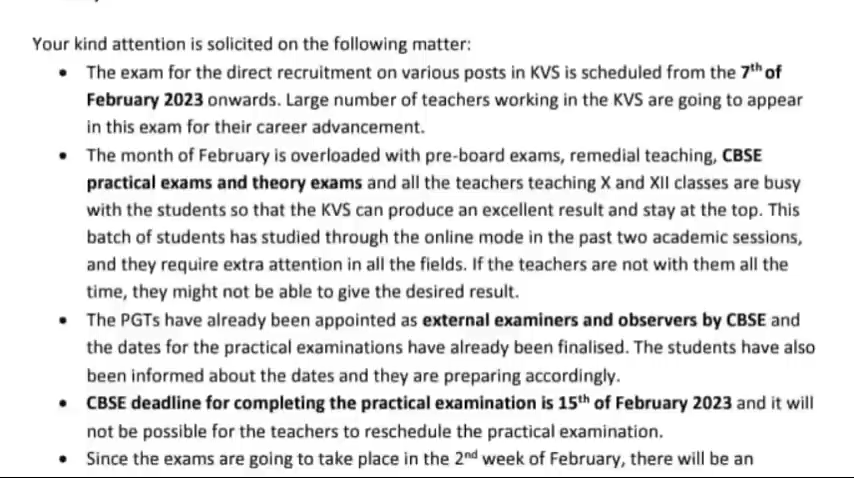 Your kind attention is solicited on the following matter:
• The exam for the direct recruitment on various posts in KVS is scheduled from the 7th of
February 2023 onwards. Large number of teachers working in the KVS are going to appear
in this exam for their career advancement.
• The month of February is overloaded with pre-board exams, remedial teaching, CBSE
practical exams and theory exams and all the teachers teaching X and XII classes are busy
with the students so that the KVS can produce an excellent result and stay at the top. This
batch of students has studied through the online mode in the past two academic sessions,
and they require extra attention in all the fields. If the teachers are not with them all the
time, they might not be able to give the desired result.
• The PGTs have already been appointed as external examiners and observers by CBSE and
the dates for the practical examinations have already been finalised. The students have also
been informed about the dates and they are preparing accordingly.
• CBSE deadline for completing the practical examination is 15th of February 2023 and it will
not be possible for the teachers to reschedule the practical examination.
• Since the exams are going to take place in the 2nd week of February, there will be an